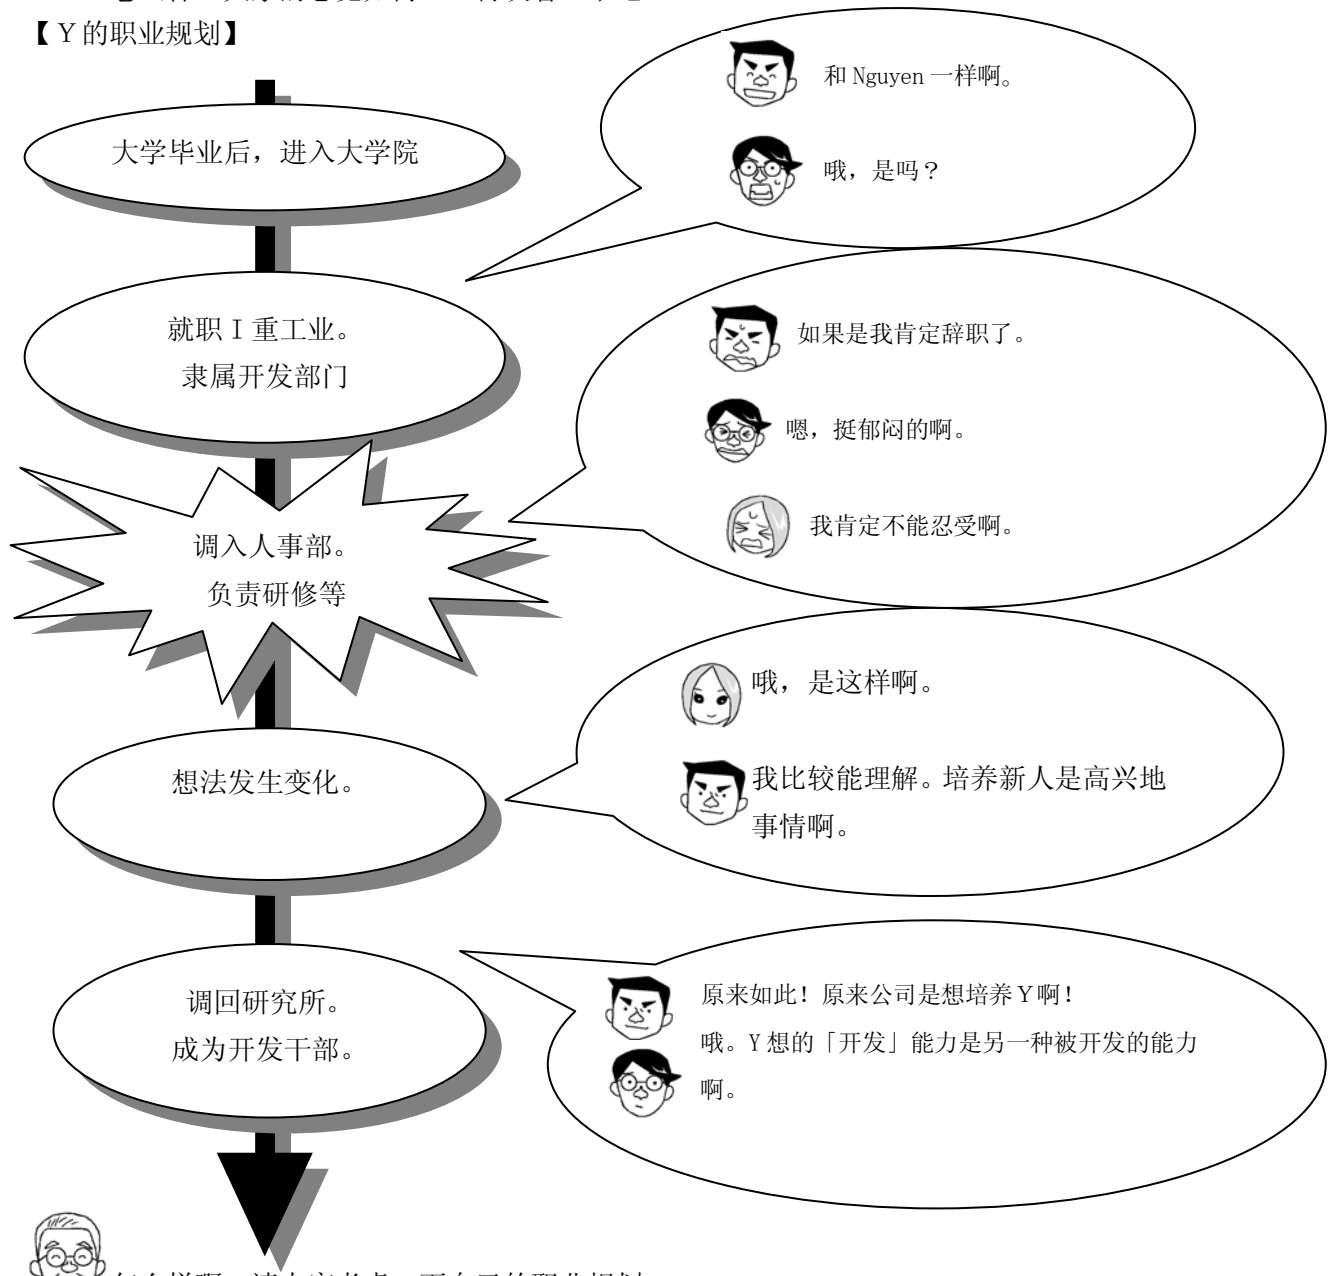 【Ｙ的职业规划】
和 Nguyen 一样啊。
大学毕业后，进入大学院
哦，是吗？
就职Ｉ重工业。
隶属开发部门
如果是我肯定辞职了。
嗯，挺郁闷的啊。
我肯定不能忍受啊。
调入人事部。
负责研修等
哦，是这样啊。
想法发生变化。
我比较能理解。培养新人是高兴地
事情啊。
调回研究所。
成为开发干部。
原来如此！原来公司是想培养Ｙ啊！
哦。Y 想的「开发」能力是另一种被开发的能力
啊。